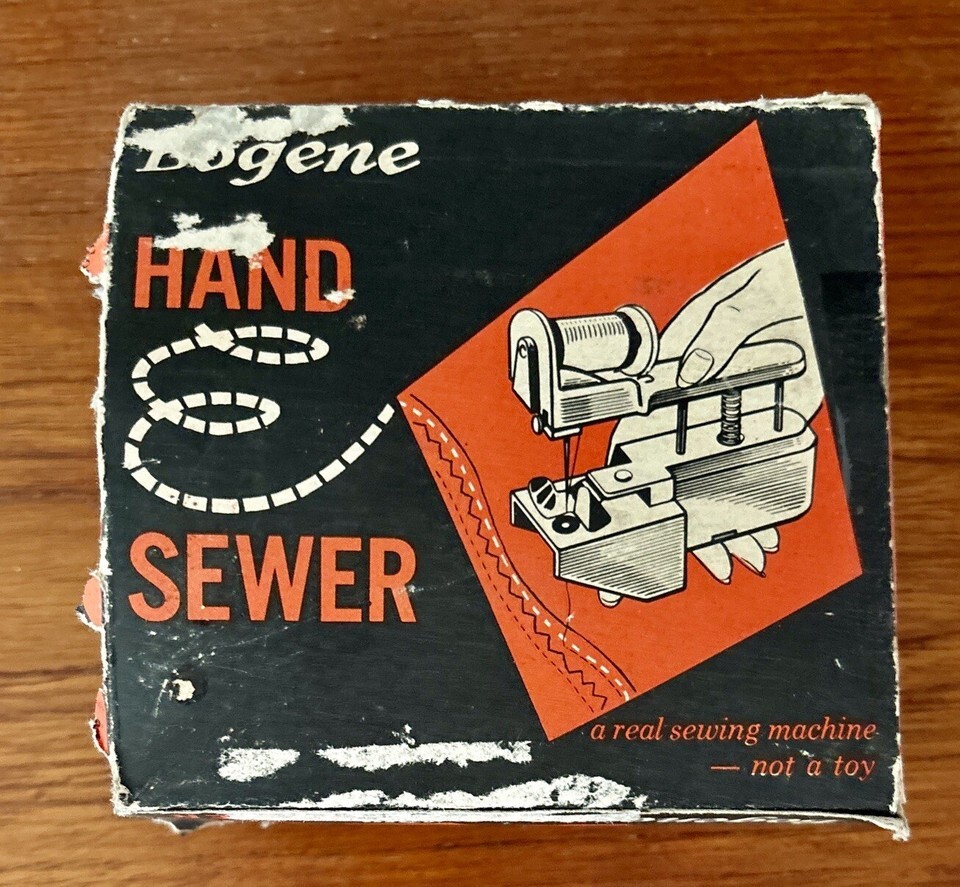 Bogene
HAND
SEWER
a real sewing machine
— not a toy